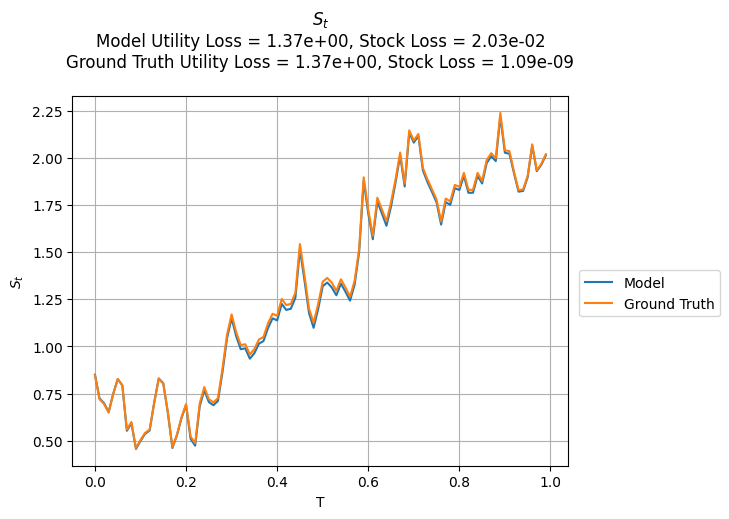 S_t
Model Utility Loss = 1.37e+00, Stock Loss = 2.03e-02
Ground Truth Utility Loss = 1.37e+00, Stock Loss = 1.09e-09
2.25
2.00
1.75
1.50
1.25
1.00
0.75
0.50
S_t
0.0 0.2 0.4 0.6 0.8 1.0
T
Model
Ground Truth